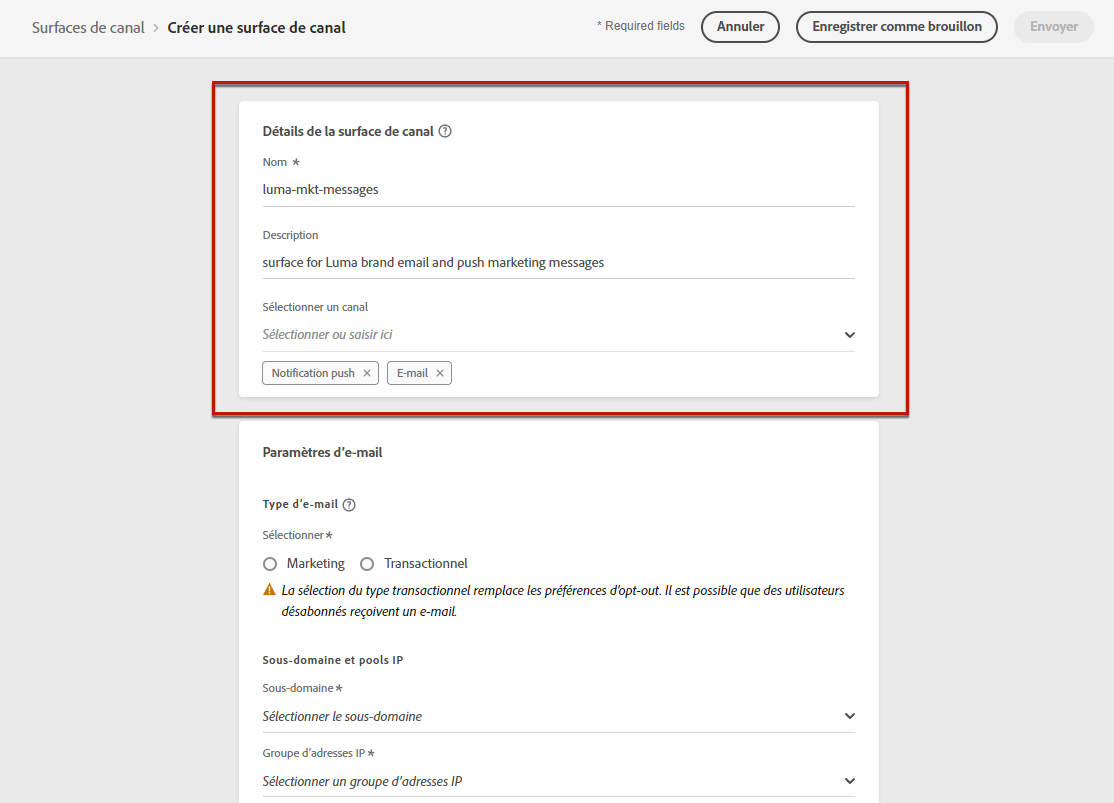 Surfaces de canal > Créer une surface de canal
* Required fields
Annuler
Enregistrer comme brouillon
Envoyer
Détails de la surface de canal ?
Nom *
luma-mkt-messages
Description
surface for Luma brand email and push marketing messages
Sélectionner un canal
Sélectionner ou saisir ici
Notification push ×
E-mail ×
Paramètres d'e-mail
Type d'e-mail ?
Sélectionner*
Marketing
Transactionnel
La sélection du type transactionnel remplace les préférences d'opt-out. Il est possible que des utilisateurs
désabonnés reçoivent un e-mail.
Sous-domaine et pools IP
Sous-domaine*
Sélectionner le sous-domaine
Groupe d'adresses IP*
Sélectionner un groupe d'adresses IP